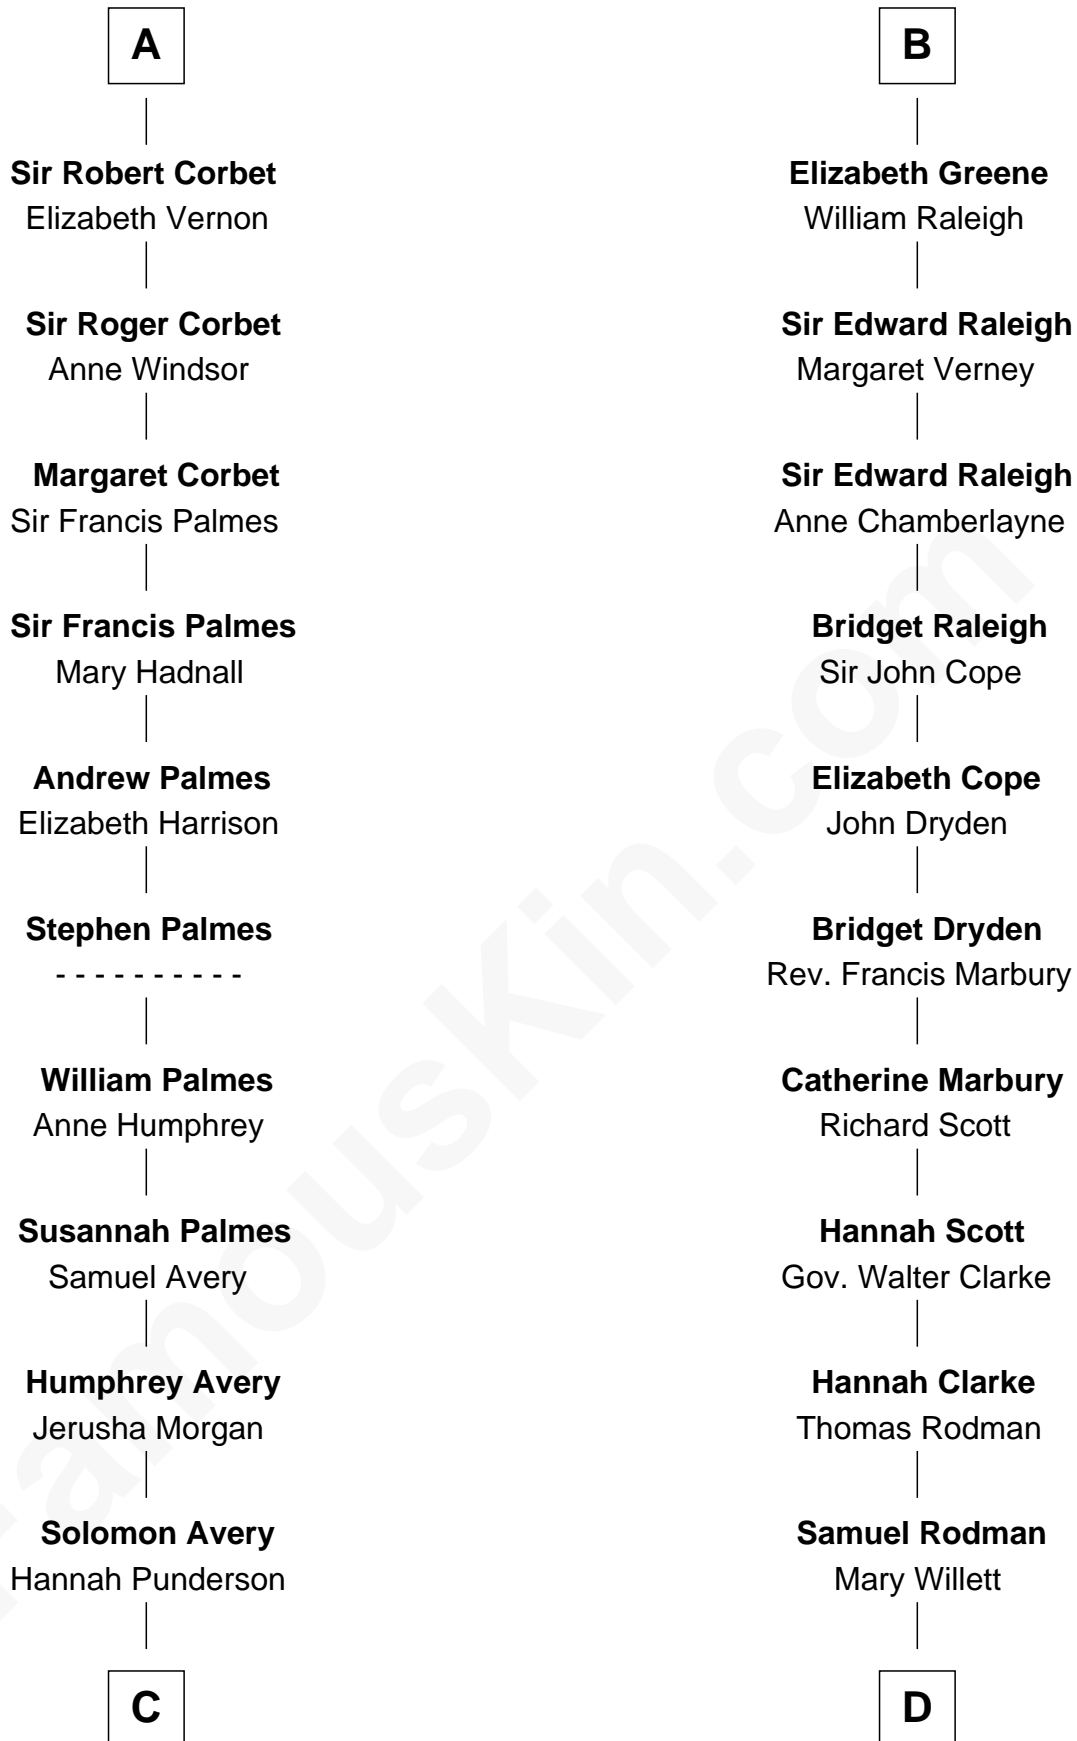 A
Sir Robert Corbet
Elizabeth Vernon
Sir Roger Corbet
Anne Windsor
Margaret Corbet
Sir Francis Palmes
Sir Francis Palmes
Mary Hadnall
Andrew Palmes
Elizabeth Harrison
Stephen Palmes
- - - - - - - - - -
William Palmes
Anne Humphrey
Susannah Palmes
Samuel Avery
Humphrey Avery
Jerusha Morgan
Solomon Avery
Hannah Punderson
C
B
Elizabeth Greene
William Raleigh
Sir Edward Raleigh
Margaret Verney
Sir Edward Raleigh
Anne Chamberlayne
Bridget Raleigh
Sir John Cope
Elizabeth Cope
John Dryden
Bridget Dryden
Rev. Francis Marbury
Catherine Marbury
Richard Scott
Hannah Scott
Gov. Walter Clarke
Hannah Clarke
Thomas Rodman
Samuel Rodman
Mary Willett
D
FamousKin.com